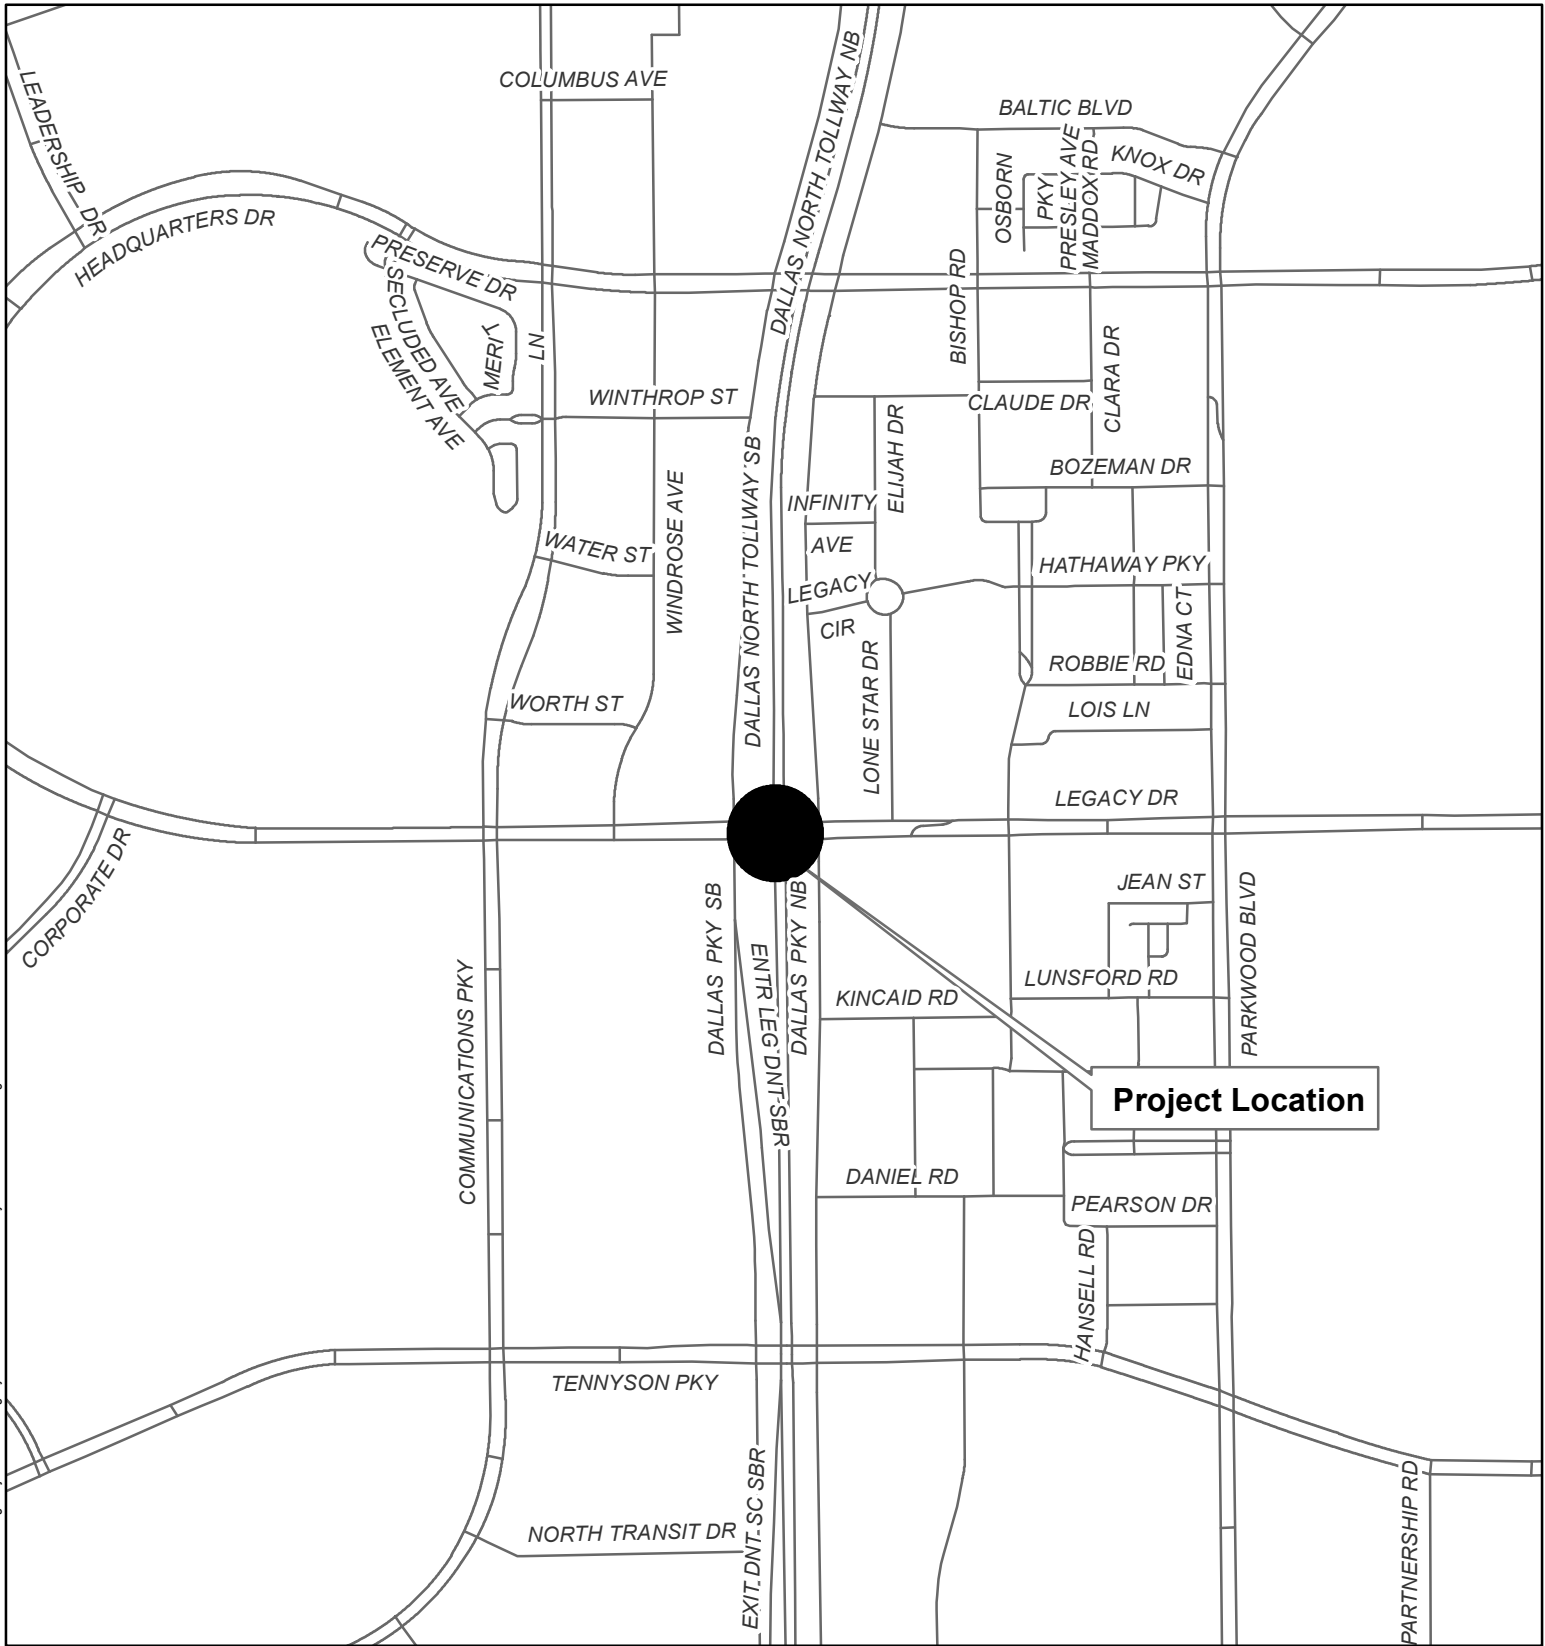 COLUMBUS AVE
DALLAS NORTH TOLLWAY NB
BALTIC BLVD
LEADERSHIP DR
KNOX DR
OSBORN
PKY
PRESLEY AVE
MADDOX RD
HEADQUARTERS DR
PRESERVE DR
SECLUDED AVE
ELEMENT AVE
MERIT
LN
BISHOP RD
CLARA DR
WINTHROP ST
CLAUDE DR
ELIJAH DR
DALLAS NORTH TOLLWAY SB
BOZEMAN DR
WINDROSE AVE
INFINITY
AVE
WATER ST
HATHAWAY PKY
LEGACY
CIR
EDNA CT
ROBBIE RD
LONE STAR DR
WORTH ST
LOIS LN
LEGACY DR
CORPORATE DR
JEAN ST
DALLAS PKY SB
DALLAS PKY NB
PARKWOOD BLVD
ENTR LEG DNT-SBR
COMMUNICATIONS PKY
LUNSFORD RD
KINCAID RD
Project Location
DANIEL RD
PEARSON DR
HANSELL RD
TENNYSON PKY
EXIT DNT-SC SBR
PARTNERSHIP RD
NORTH TRANSIT DR